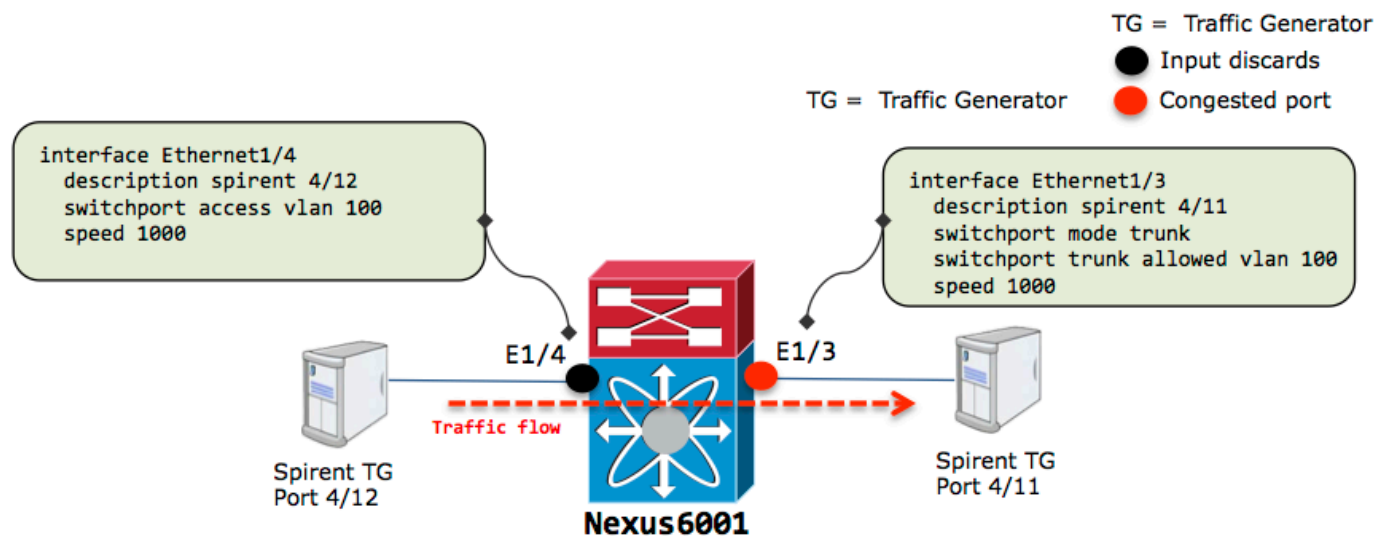 TG =  Traffic Generator
Input discards
TG =  Traffic Generator
Congested port
interface Ethernet1/4
  description spirent 4/12
  switchport access vlan 100
  speed 1000
interface Ethernet1/3
  description spirent 4/11
  switchport mode trunk
  switchport trunk allowed vlan 100
  speed 1000
E1/4
E1/3
Traffic flow
Spirent TG
Port 4/12
Spirent TG
Port 4/11
Nexus6001